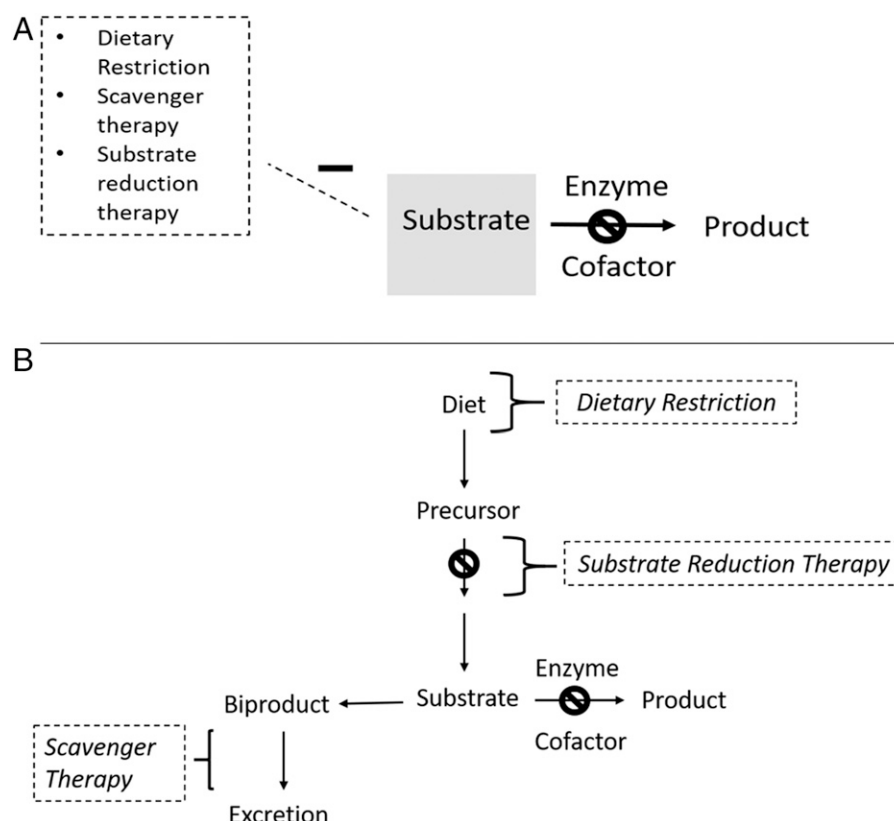 A
• Dietary
Restriction
• Scavenger
therapy
• Substrate
reduction
therapy
Substrate
Enzyme
Cofactor
Product
B
Diet
Dietary Restriction
Precursor
Substrate Reduction Therapy
Enzyme
Biproduct
Substrate
Product
Cofactor
Scavenger
Therapy
Excretion